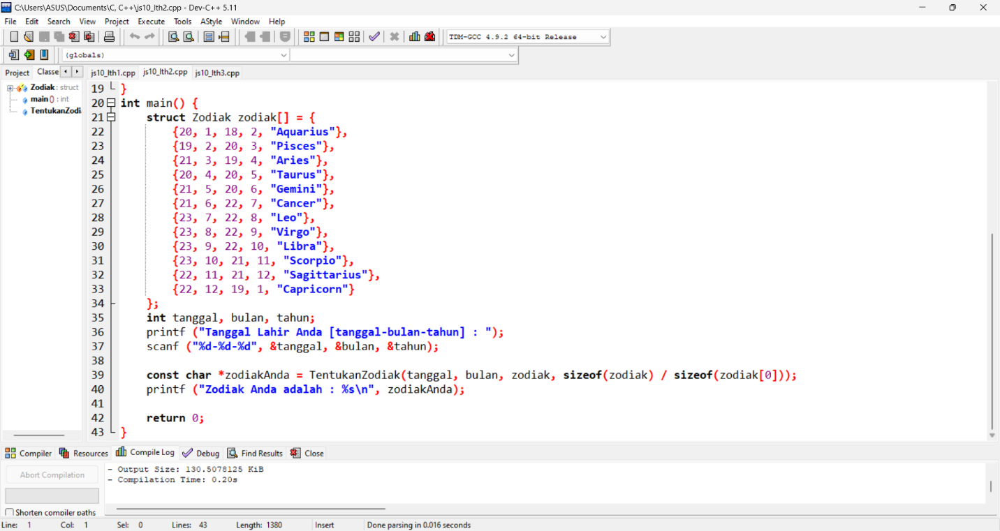 C:\Users\ASUS\Documents\C, C++\js10_lth2.cpp - Dev-C++ 5.11
File Edit Search View Project Execute Tools AStyle Window Help
TDM-GCC 4.9.2 64-bit Release
(globals)
Project Classe js10_lth1.cpp js10_lth2.cpp js10_lth3.cpp
Zodiak : struct
main () : int
TentukanZodi
19 }
20 int main() {
21 struct Zodiak zodiak[] = {
22 {20, 1, 18, 2, "Aquarius"},
23 {19, 2, 20, 3, "Pisces"},
24 {21, 3, 19, 4, "Aries"},
25 {20, 4, 20, 5, "Taurus"},
26 {21, 5, 20, 6, "Gemini"},
27 {21, 6, 22, 7, "Cancer"},
28 {23, 7, 22, 8, "Leo"},
29 {23, 8, 22, 9, "Virgo"},
30 {23, 9, 22, 10, "Libra"},
31 {23, 10, 21, 11, "Scorpio"},
32 {22, 11, 21, 12, "Sagittarius"},
33 {22, 12, 19, 1, "Capricorn"}
34 };
35 int tanggal, bulan, tahun;
36 printf ("Tanggal Lahir Anda [tanggal-bulan-tahun] : ");
37 scanf ("%d-%d-%d", &tanggal, &bulan, &tahun);
38
39 const char *zodiakAnda = TentukanZodiak(tanggal, bulan, zodiak, sizeof(zodiak) / sizeof(zodiak[0]));
40 printf ("Zodiak Anda adalah : %s\n", zodiakAnda);
41
42 return 0;
43 }
Compiler Resources Compile Log Debug Find Results Close
Abort Compilation
- Output Size: 130.5078125 KiB
- Compilation Time: 0.20s
Shorten compiler paths
Line: 1 Col: 1 Sel: 0 Lines: 43 Length: 1380 Insert Done parsing in 0.016 seconds